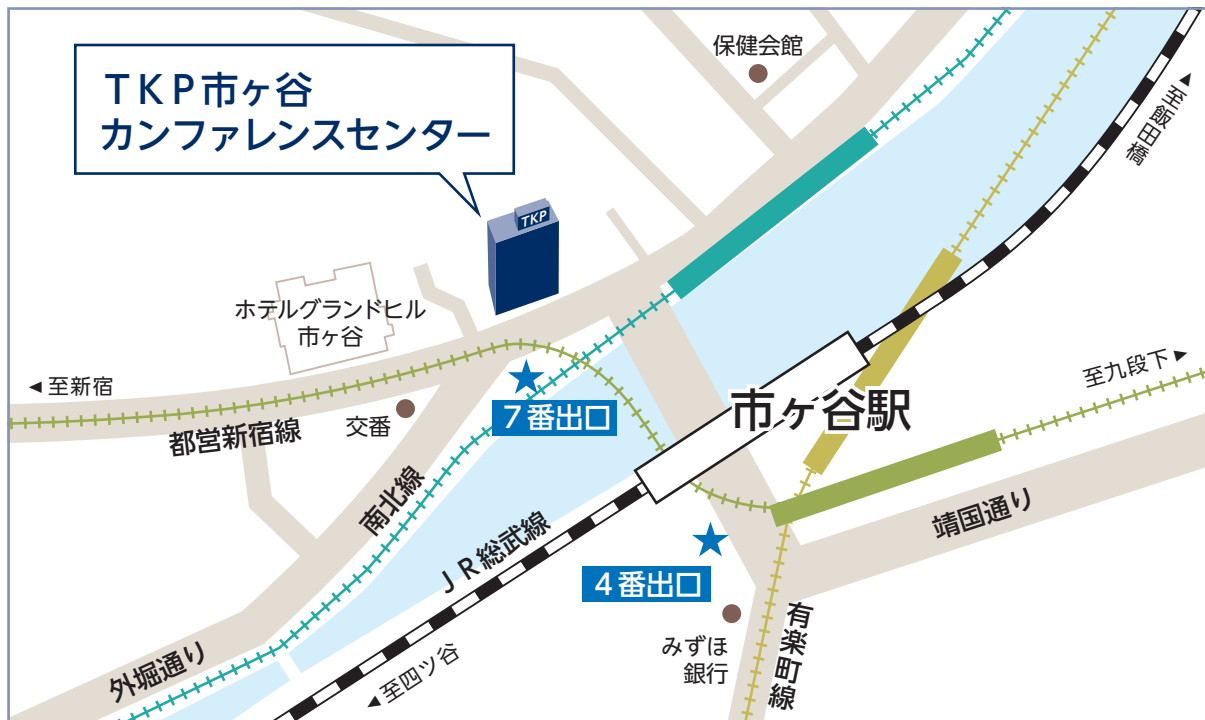 TKP市ヶ谷
カンファレンスセンター
保健会館
至飯田橋
TKP
ホテルグランドヒル
市ヶ谷
至新宿
都営新宿線
交番
7番出口
市ヶ谷駅
至九段下
南北線
JR総武線
靖国通り
4番出口
みずほ
銀行
有楽町線
外堀通り
至四ツ谷